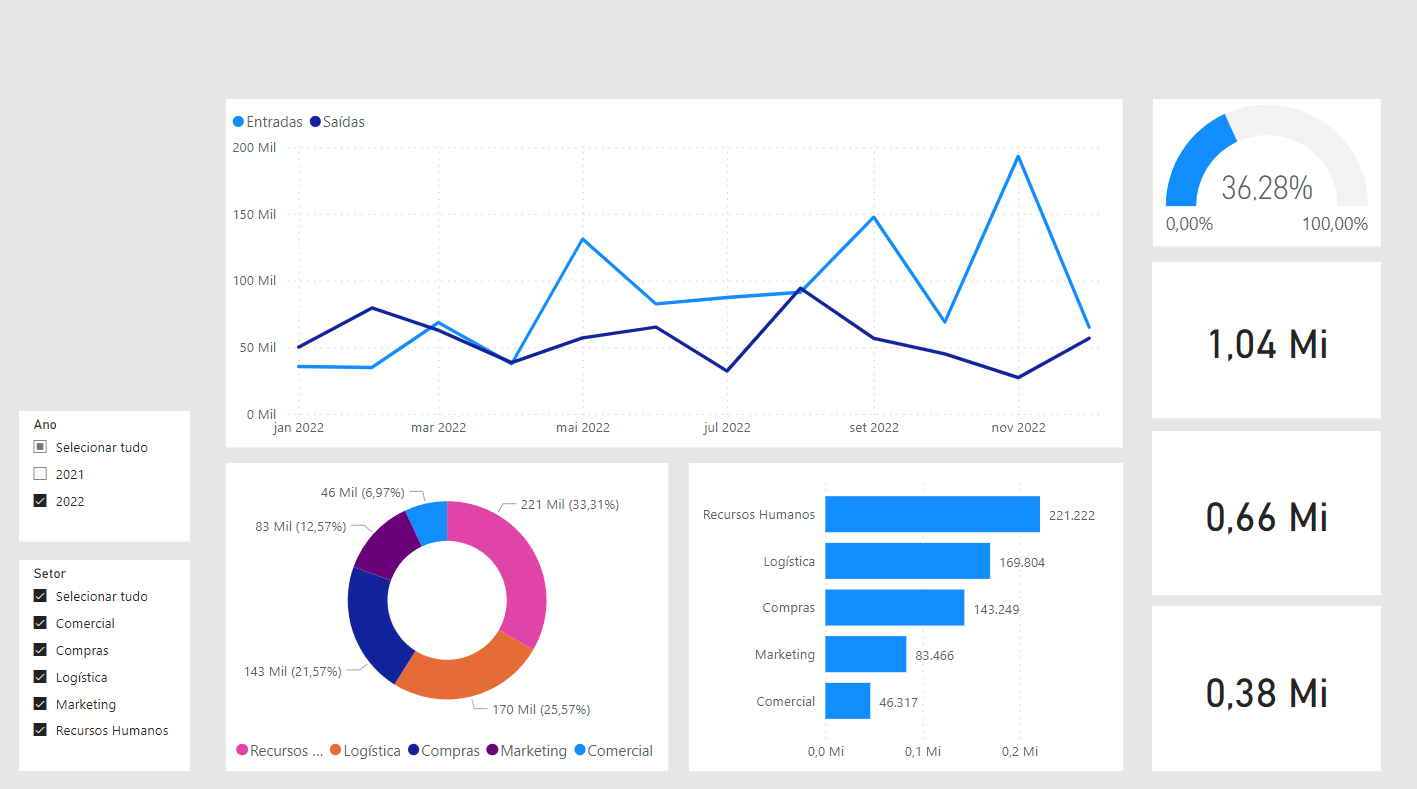 Entradas Saídas
200 Mil
150 Mil
100 Mil
50 Mil
0 Mil
jan 2022 mar 2022 mai 2022 jul 2022 set 2022 nov 2022
36,28%
0,00% 100,00%
1,04 Mi
0,66 Mi
0,38 Mi
Ano
Selecionar tudo
2021
2022
Setor
Selecionar tudo
Comercial
Compras
Logística
Marketing
Recursos Humanos
46 Mil (6,97%)
221 Mil (33,31%)
83 Mil (12,57%)
143 Mil (21,57%)
170 Mil (25,57%)
Recursos ... Logística Compras Marketing Comercial
Recursos Humanos 221.222
Logística 169.804
Compras 143.249
Marketing 83.466
Comercial 46.317
0,0 Mi 0,1 Mi 0,2 Mi